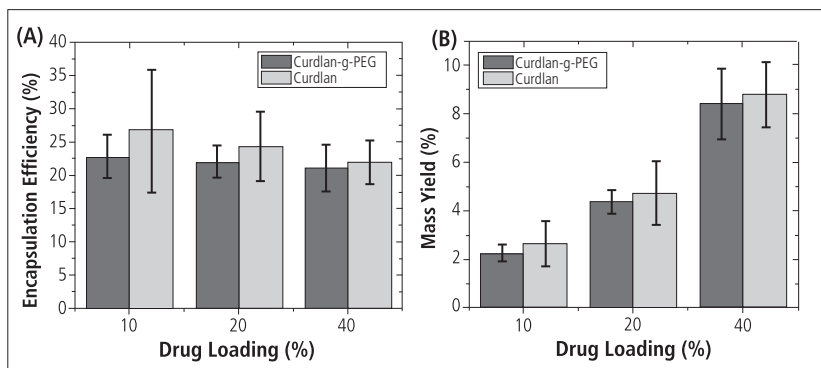 (A)
40
35
30
25
20
15
10
5
0
Encapsulation Efficiency (%)
Curdlan-g-PEG
Curdlan
10 20 40
Drug Loading (%)
(B)
10
8
6
4
2
0
Mass Yield (%)
Curdlan-g-PEG
Curdlan
10 20 40
Drug Loading (%)